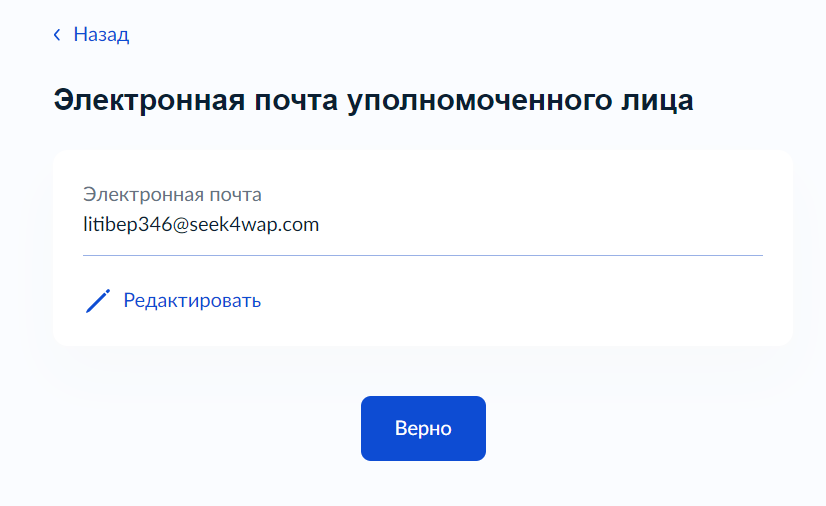 Назад
Электронная почта уполномоченного лица
Электронная почта
litibep346@seek4wap.com
Редактировать
Верно